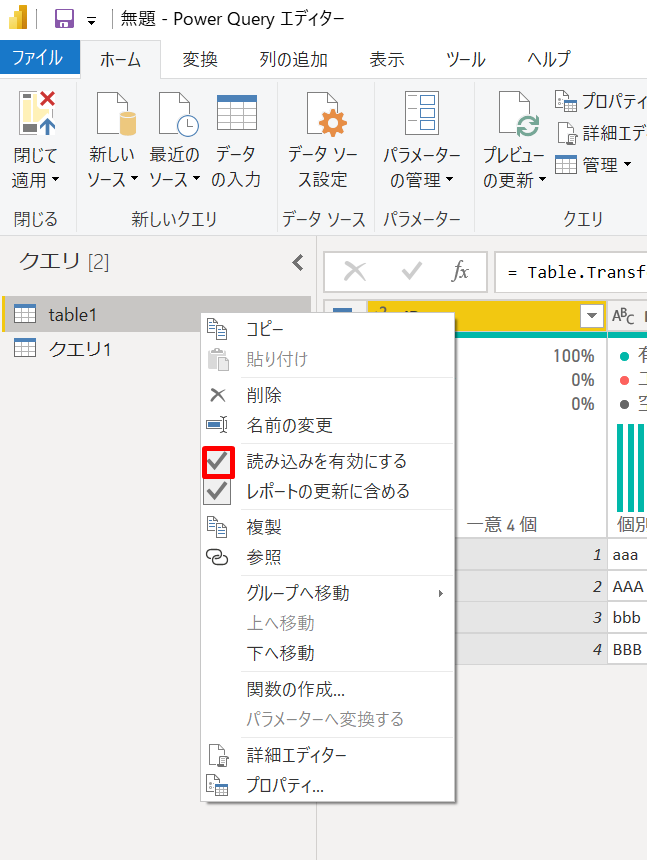 無題 - Power Query エディター
ファイル ホーム 変換 列の追加 表示 ツール ヘルプ
閉じて
適用
新しい
ソース
最近の
ソース
データ
の入力
データ ソー
ス設定
パラメーター
の管理
プレビュー
の更新
プロパティ
詳細エデ
管理
閉じる 新しいクエリ データ ソース パラメーター クエリ
クエリ [2]
fx
= Table.Transf
table1
クエリ1
ABC
100%
0%
0%
一意 4 個
個別
1 aaa
2 AAA
3 bbb
4 BBB
コピー
貼り付け
削除
名前の変更
読み込みを有効にする
レポートの更新に含める
複製
参照
グループへ移動
上へ移動
下へ移動
関数の作成...
パラメーターへ変換する
詳細エディター
プロパティ...